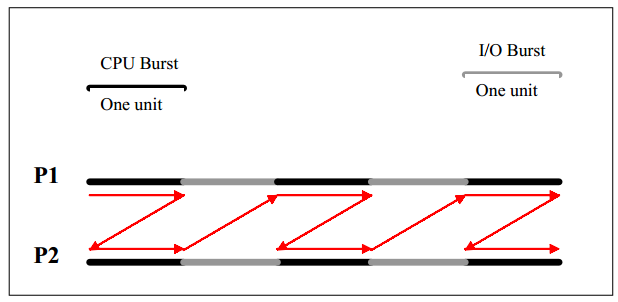 CPU Burst
One unit
I/O Burst
One unit
P1
P2